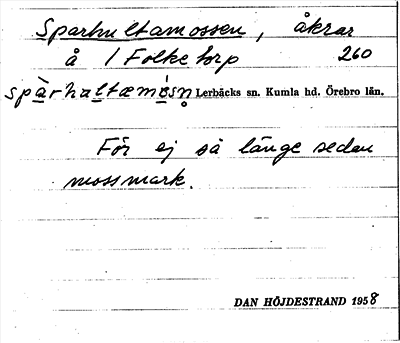 Sparhultamossen, åkrar
å 1 Folketorp 260
spàrhaltæmósn̥ Lerbäcks sn. Kumla hd. Örebro län.
För ej så länge sedan
mossmark.
DAN HÖJDESTRAND 1958